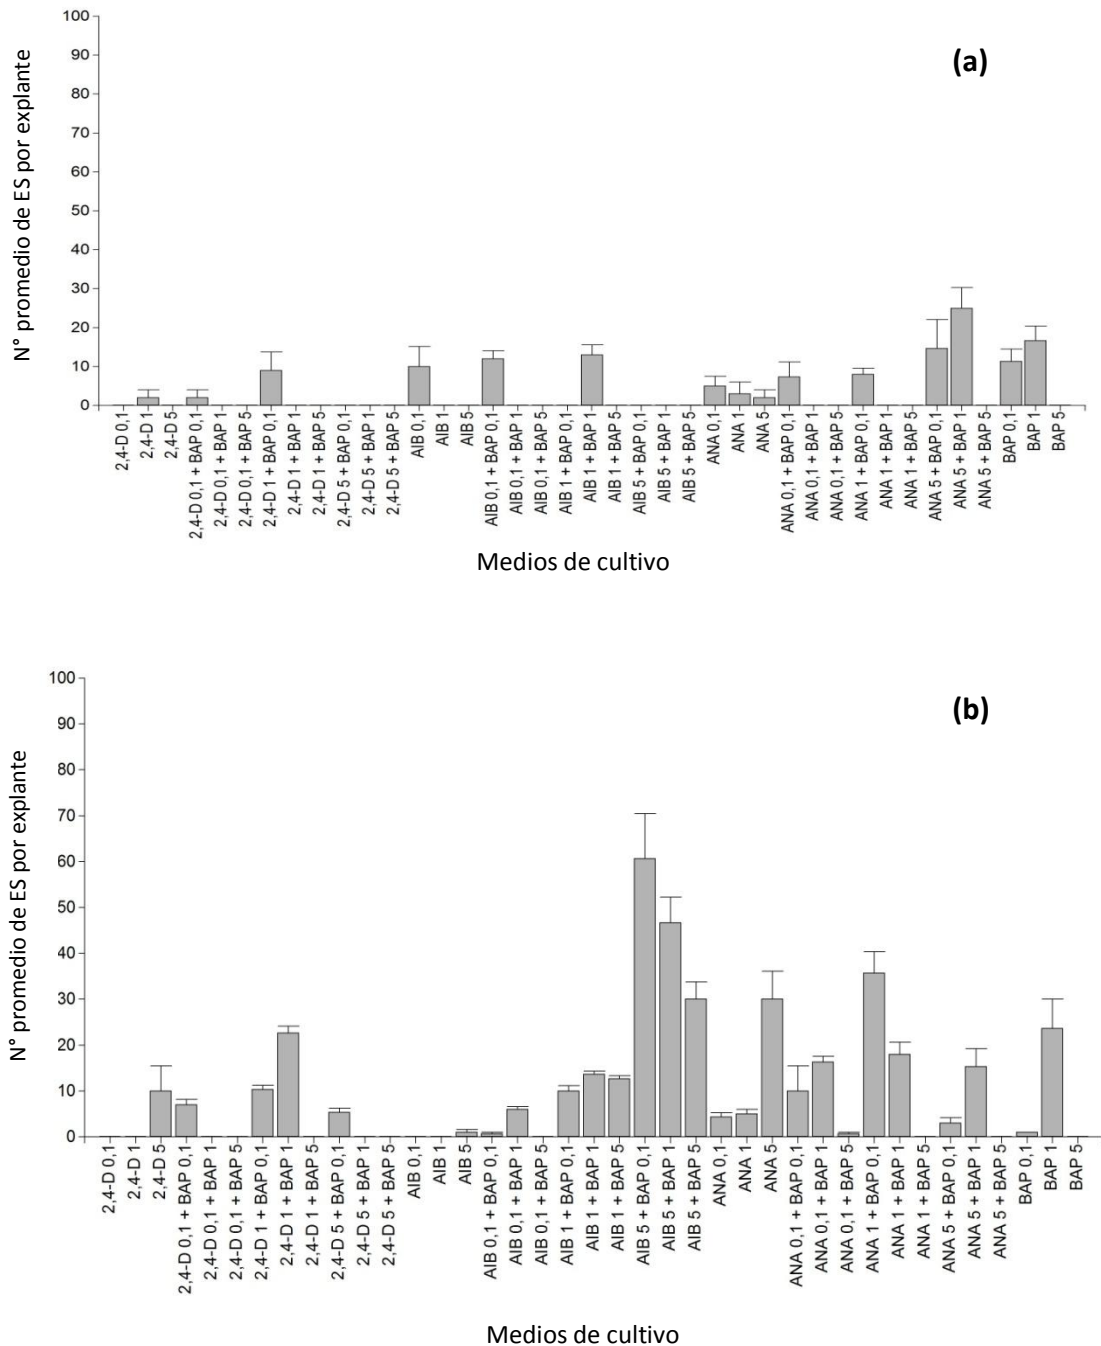 (a)
N° promedio de ES por explante
100
90
80
70
60
50
40
30
20
10
0
2,4-D 0,1
2,4-D 1
2,4-D 5
2,4-D 0,1 + BAP 0,1
2,4-D 0,1 + BAP 1
2,4-D 0,1 + BAP 5
2,4-D 1 + BAP 0,1
2,4-D 1 + BAP 1
2,4-D 1 + BAP 5
2,4-D 5 + BAP 0,1
2,4-D 5 + BAP 1
2,4-D 5 + BAP 5
AIB 0,1
AIB 1
AIB 5
AIB 0,1 + BAP 0,1
AIB 0,1 + BAP 1
AIB 0,1 + BAP 5
AIB 1 + BAP 0,1
AIB 1 + BAP 1
AIB 1 + BAP 5
AIB 5 + BAP 0,1
AIB 5 + BAP 1
AIB 5 + BAP 5
ANA 0,1
ANA 1
ANA 5
ANA 0,1 + BAP 0,1
ANA 0,1 + BAP 1
ANA 0,1 + BAP 5
ANA 1 + BAP 0,1
ANA 1 + BAP 1
ANA 1 + BAP 5
ANA 5 + BAP 0,1
ANA 5 + BAP 1
ANA 5 + BAP 5
BAP 0,1
BAP 1
BAP 5
Medios de cultivo
(b)
N° promedio de ES por explante
100
90
80
70
60
50
40
30
20
10
0
2,4-D 0,1
2,4-D 1
2,4-D 5
2,4-D 0,1 + BAP 0,1
2,4-D 0,1 + BAP 1
2,4-D 0,1 + BAP 5
2,4-D 1 + BAP 0,1
2,4-D 1 + BAP 1
2,4-D 1 + BAP 5
2,4-D 5 + BAP 0,1
2,4-D 5 + BAP 1
2,4-D 5 + BAP 5
AIB 0,1
AIB 1
AIB 5
AIB 0,1 + BAP 0,1
AIB 0,1 + BAP 1
AIB 0,1 + BAP 5
AIB 1 + BAP 0,1
AIB 1 + BAP 1
AIB 1 + BAP 5
AIB 5 + BAP 0,1
AIB 5 + BAP 1
AIB 5 + BAP 5
ANA 0,1
ANA 1
ANA 5
ANA 0,1 + BAP 0,1
ANA 0,1 + BAP 1
ANA 0,1 + BAP 5
ANA 1 + BAP 0,1
ANA 1 + BAP 1
ANA 1 + BAP 5
ANA 5 + BAP 0,1
ANA 5 + BAP 1
ANA 5 + BAP 5
BAP 0,1
BAP 1
BAP 5
Medios de cultivo